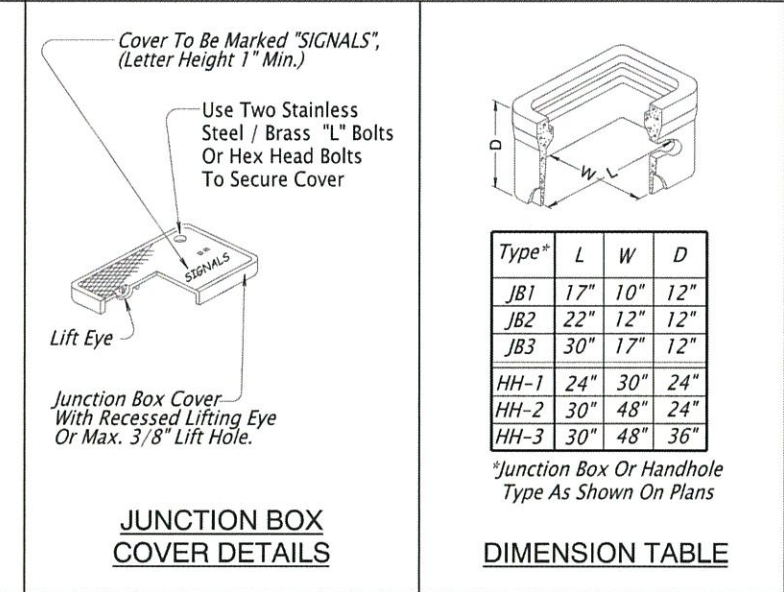 Cover To Be Marked "SIGNALS",
(Letter Height 1" Min.)
Use Two Stainless
Steel / Brass "L" Bolts
Or Hex Head Bolts
To Secure Cover
SIGNALS
Lift Eye
Junction Box Cover
With Recessed Lifting Eye
Or Max. 3/8" Lift Hole.
JUNCTION BOX
COVER DETAILS
D
W
L
Type* L W D
JB1 17" 10" 12"
JB2 22" 12" 12"
JB3 30" 17" 12"
HH-1 24" 30" 24"
HH-2 30" 48" 24"
HH-3 30" 48" 36"
*Junction Box Or Handhole
Type As Shown On Plans
DIMENSION TABLE